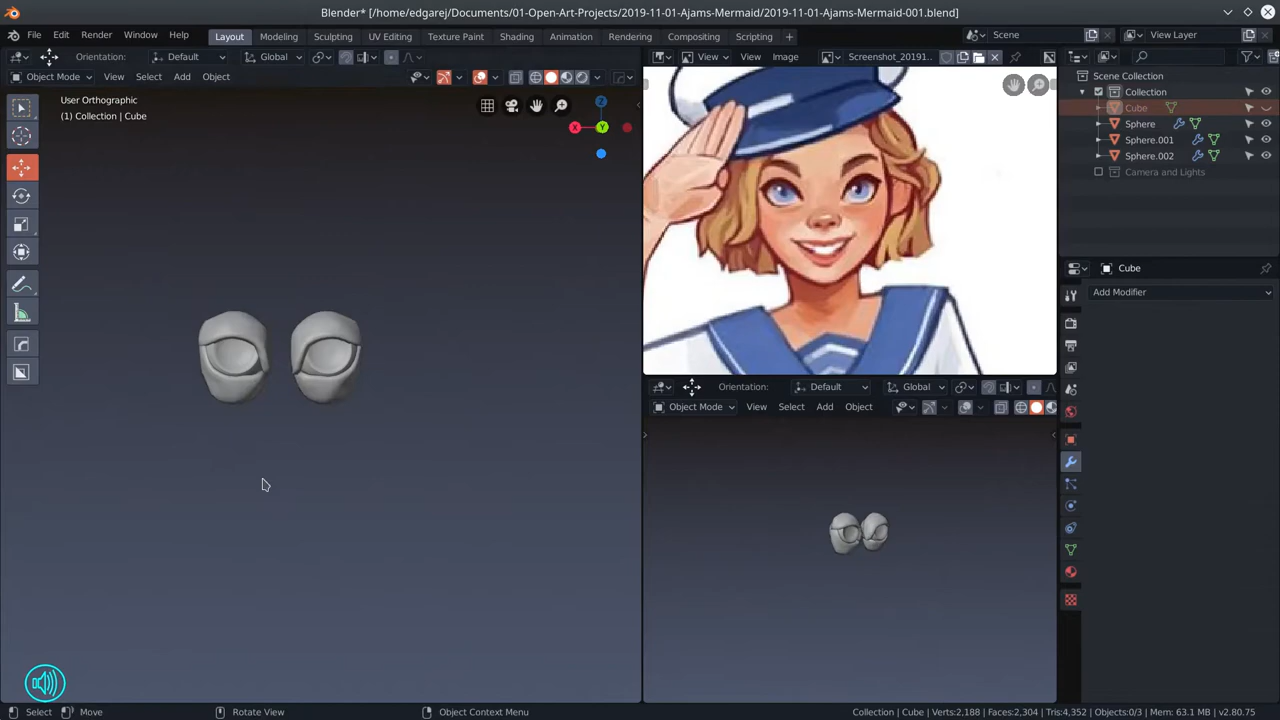 Blender* [/home/edgarej/Documents/01-Open-Art-Projects/2019-11-01-Ajams-Mermaid/2019-11-01-Ajams-Mermaid-001.blend]
File Edit Render Window Help
Layout Modeling Sculpting UV Editing Texture Paint Shading Animation Rendering Compositing Scripting +
Scene
View Layer
Orientation: Default Global
Object Mode View Select Add Object
User Orthographic
(1) Collection | Cube
X Y Z
View View Image Screenshot_20191..
Orientation: Default Global
Object Mode View Select Add Object
Scene Collection
Collection
Cube
Sphere
Sphere.001
Sphere.002
Camera and Lights
Cube
Add Modifier
Select Move Rotate View Object Context Menu
Collection | Cube | Verts:2,188 | Faces:2,304 | Tris:4,352 | Objects:0/3 | Mem: 63.1 MB | v2.80.75